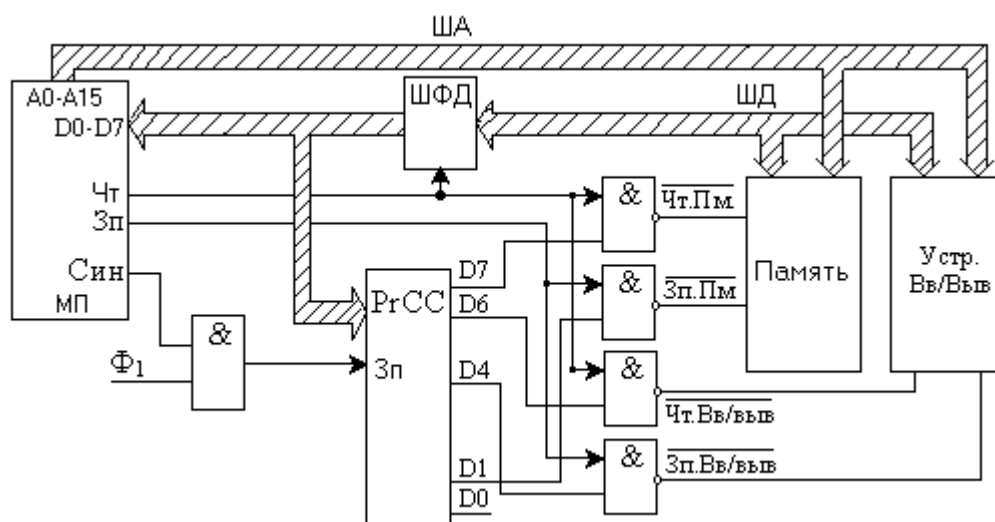 ША
A0-A15
D0-D7
ШФД
ШД
Чт
Зп
Син
МП
&
Чт.Пм.
Память
Устр.
Вв/Выв
D7
D6
&
Зп.Пм
РгСС
Зп
&
Ф1
D4
&
Чт.Вв/выв
D1
D0
&
Зп.Вв/выв